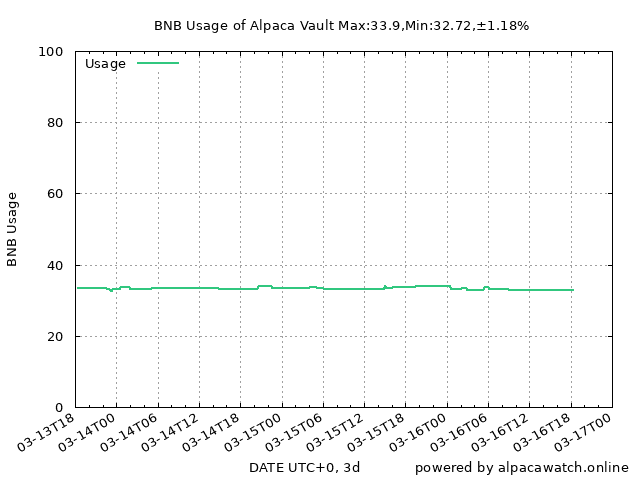 BNB Usage of Alpaca Vault Max:33.9,Min:32.72,±1.18%
Usage
100
80
60
40
20
0
BNB Usage
03-13T18
03-14T00
03-14T06
03-14T12
03-14T18
03-15T00
03-15T06
03-15T12
03-15T18
03-16T00
03-16T06
03-16T12
03-16T18
03-17T00
DATE UTC+0, 3d
powered by alpacawatch.online